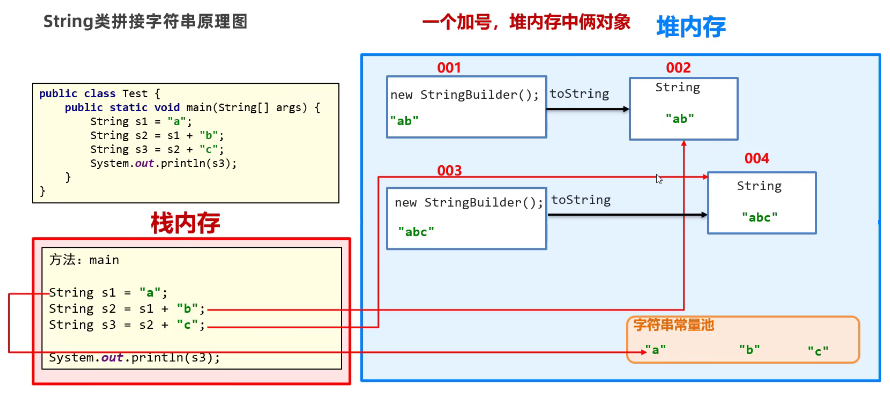 String类拼接字符串原理图
一个加号，堆内存中俩对象
堆内存
public class Test {
public static void main(String[] args) {
String s1 = "a";
String s2 = s1 + "b";
String s3 = s2 + "c";
System.out.println(s3);
}
}
栈内存
方法：main
String s1 = "a";
String s2 = s1 + "b";
String s3 = s2 + "c";
System.out.println(s3);
001
new StringBuilder();
"ab"
toString
002
String
"ab"
003
new StringBuilder();
"abc"
toString
004
String
"abc"
字符串常量池
"a" "b" "c"